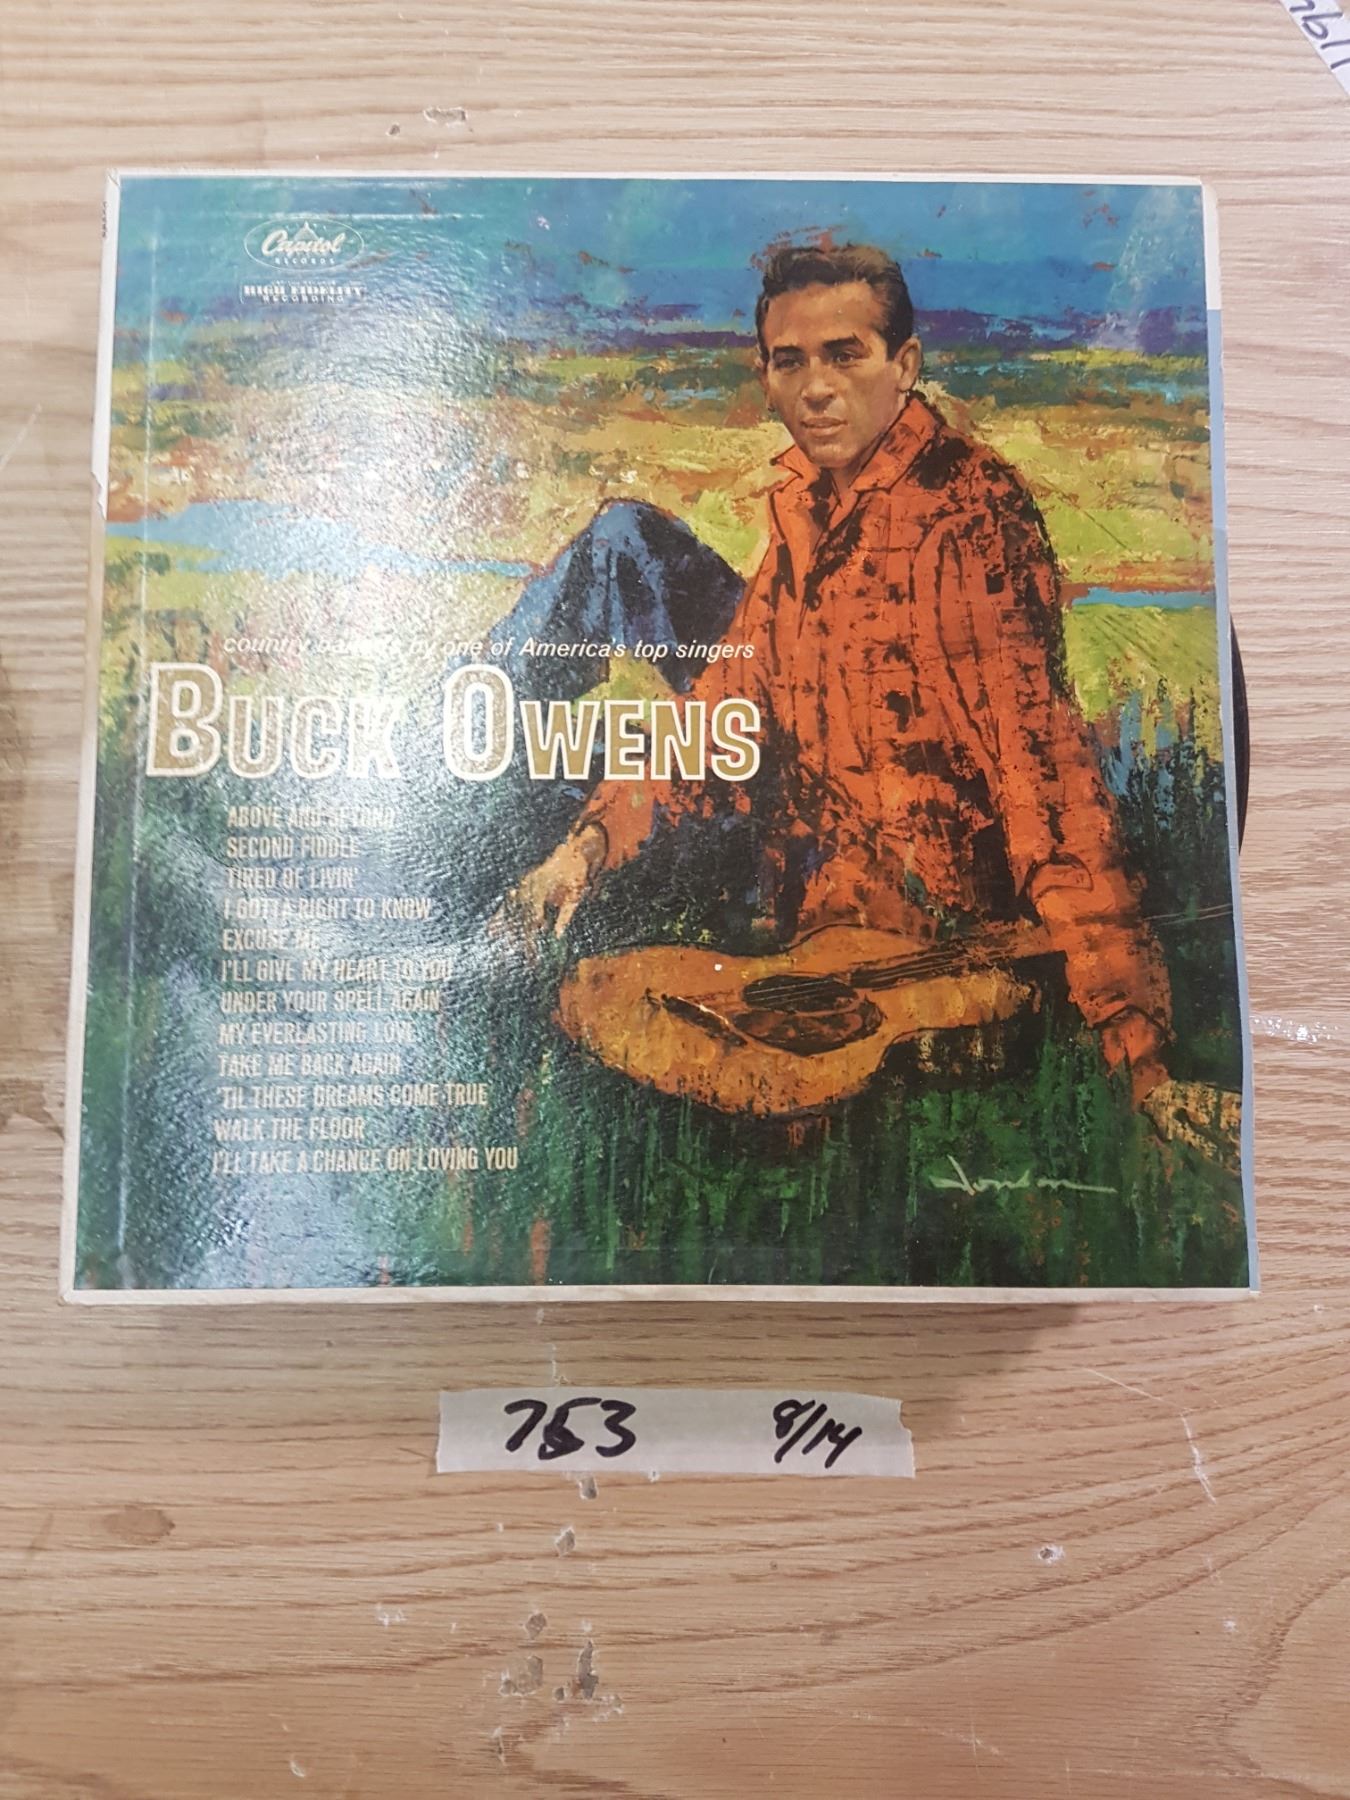 Capitol
RECORDS
HIGH FIDELITY
RECORDING
country ballads by one of America's top singers
BUCK OWENS
ABOVE AND BEYOND
SECOND FIDDLE
TIRED OF LIVIN'
I GOTTA RIGHT TO KNOW
EXCUSE ME
I'LL GIVE MY HEART TO YOU
UNDER YOUR SPELL AGAIN
MY EVERLASTING LOVE
TAKE ME BACK AGAIN
'TIL THESE DREAMS COME TRUE
WALK THE FLOOR
I'LL TAKE A CHANCE ON LOVING YOU
753 8/14